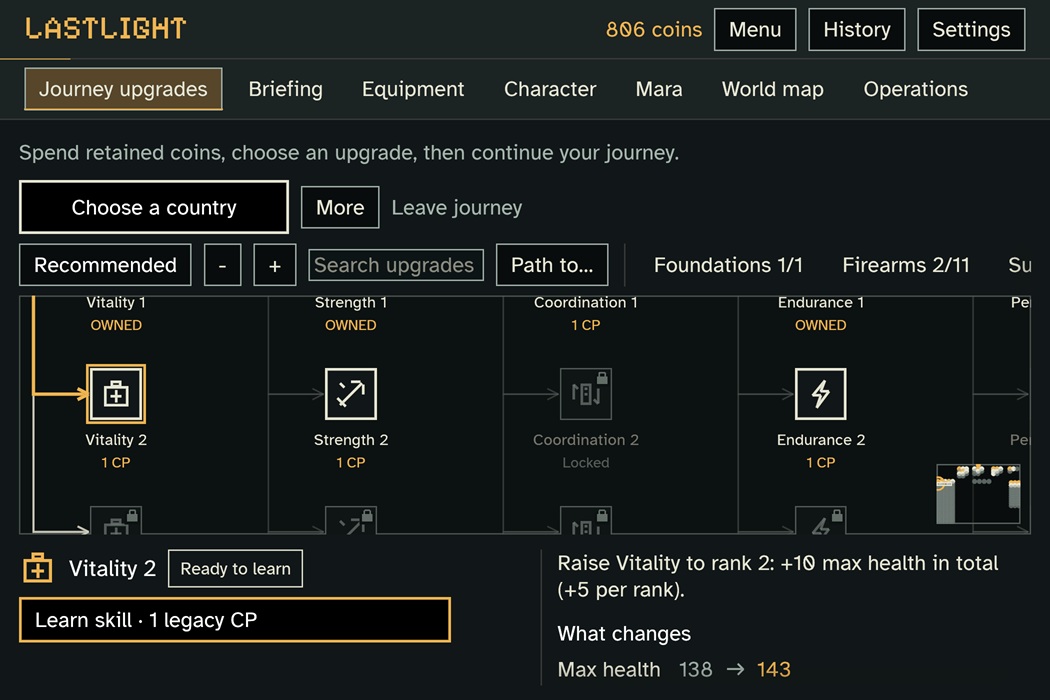 LASTLIGHT
806 coins Menu History Settings
Journey upgrades Briefing Equipment Character Mara World map Operations
Spend retained coins, choose an upgrade, then continue your journey.
Choose a country More Leave journey
Recommended - + Search upgrades Path to... Foundations 1/1 Firearms 2/11 Su
Vitality 1 Strength 1 Coordination 1 Endurance 1 Pe
OWNED OWNED 1 CP OWNED
Vitality 2 Strength 2 Coordination 2 Endurance 2 Pe
1 CP 1 CP Locked 1 CP
Vitality 2 Ready to learn
Learn skill · 1 legacy CP
Raise Vitality to rank 2: +10 max health in total
(+5 per rank).
What changes
Max health 138 → 143